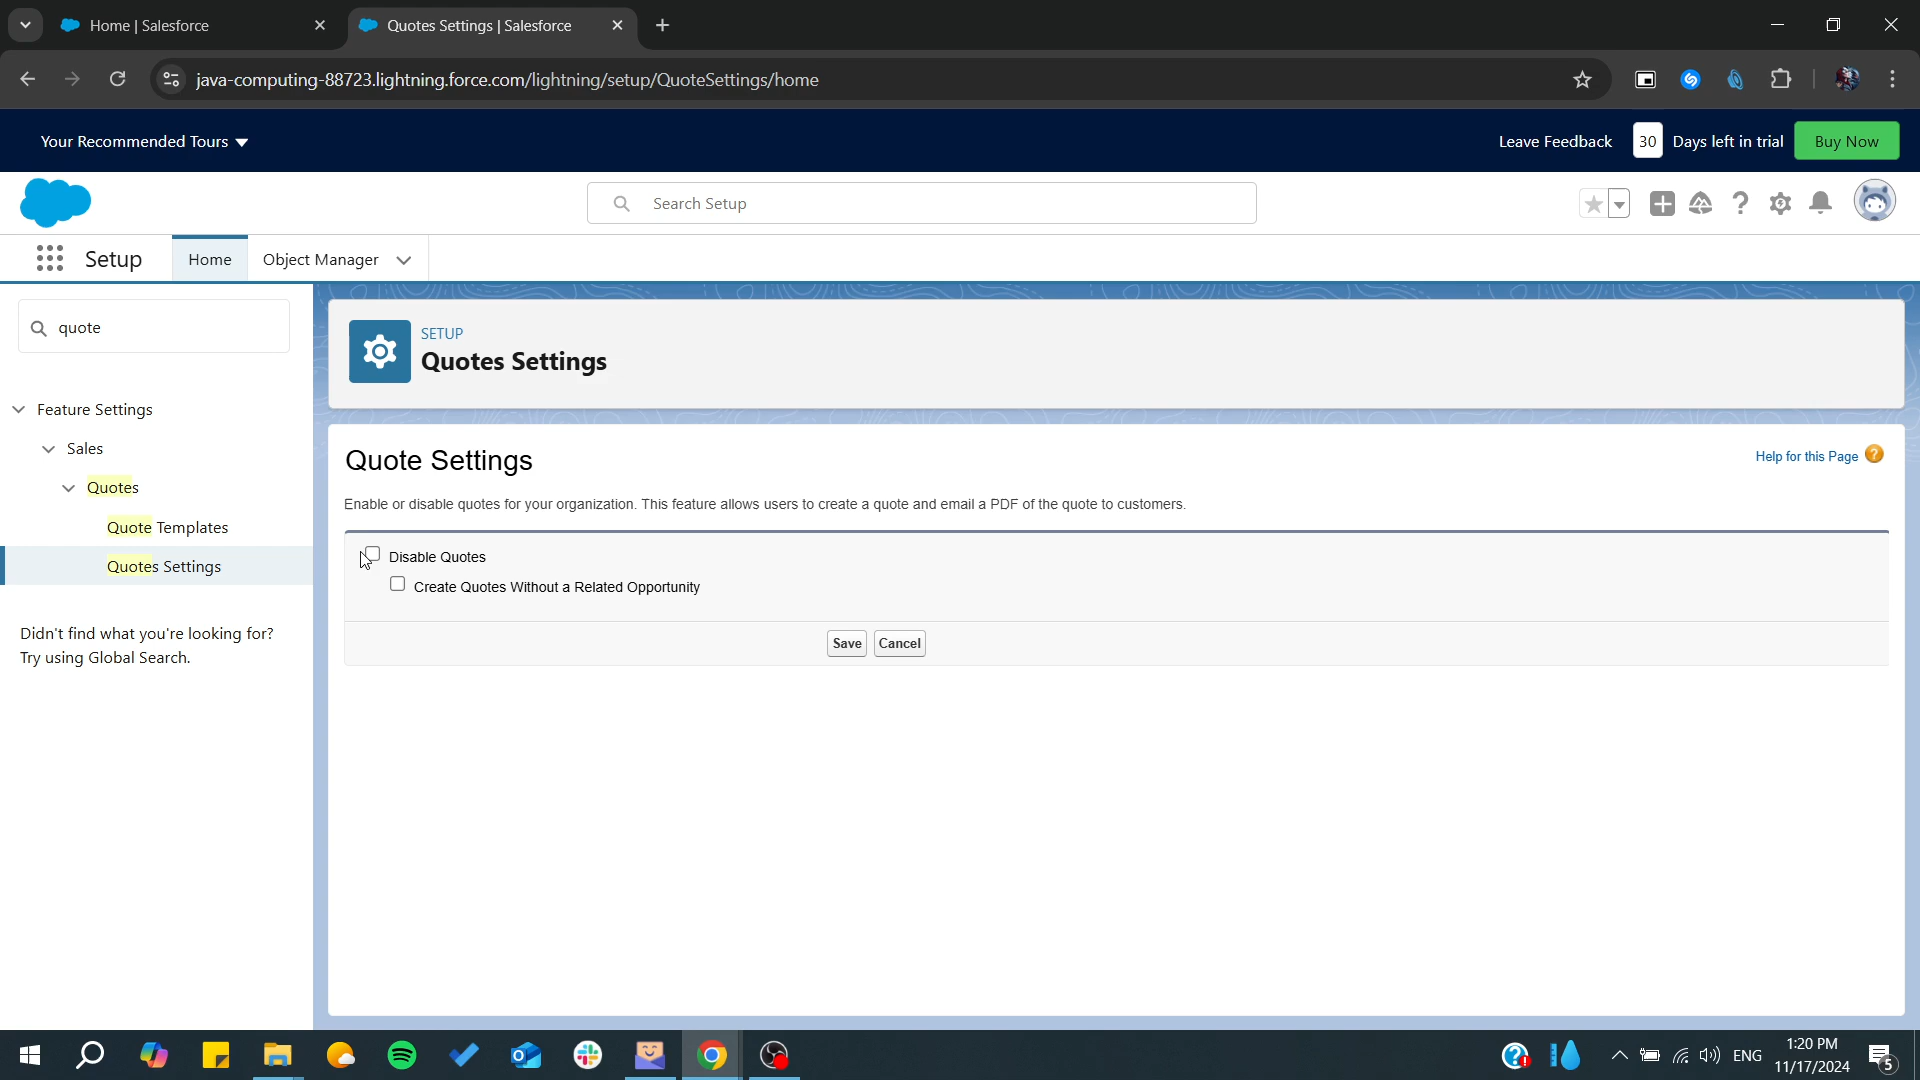 Home | Salesforce
Quotes Settings | Salesforce
java-computing-88723.lightning.force.com/lightning/setup/QuoteSettings/home
Your Recommended Tours
Leave Feedback
30
Days left in trial
Buy Now
Search Setup
Setup
Home
Object Manager
quote
SETUP
Quotes Settings
Feature Settings
Sales
Quotes
Quote Templates
Quotes Settings
Didn't find what you're looking for?
Try using Global Search.
Quote Settings
Help for this Page
Enable or disable quotes for your organization. This feature allows users to create a quote and email a PDF of the quote to customers.
Disable Quotes
Create Quotes Without a Related Opportunity
Save
Cancel
ENG
1:20 PM
11/17/2024
5